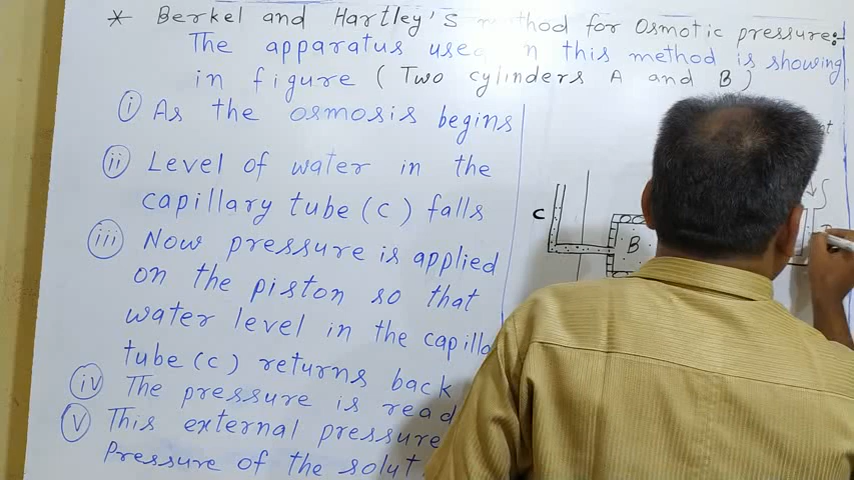 * Berkel and Hartley's method for Osmotic pressure:-
The apparatus used in this method is showing
in figure (Two cylinders A and B)
(i) As the osmosis begins
(ii) Level of water in the
capillary tube (c) falls
(iii) Now pressure is applied
on the piston so that
water level in the capilla
tube (c) returns back
(iv) The pressure is read
(v) This external pressure
Pressure of the solut
C
B